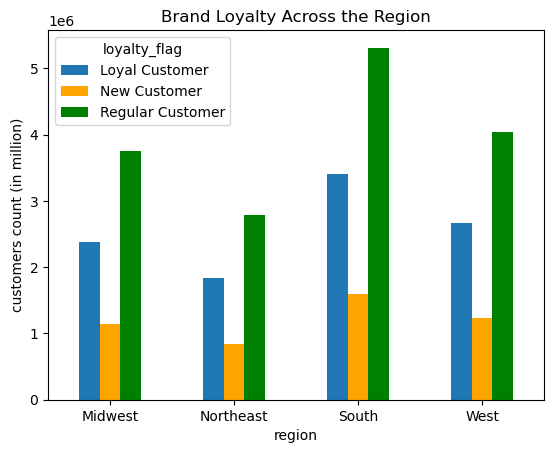 Brand Loyalty Across the Region
1e6
loyalty_flag
Loyal Customer
New Customer
Regular Customer
customers count (in million)
5
4
3
2
1
0
Midwest Northeast South West
region